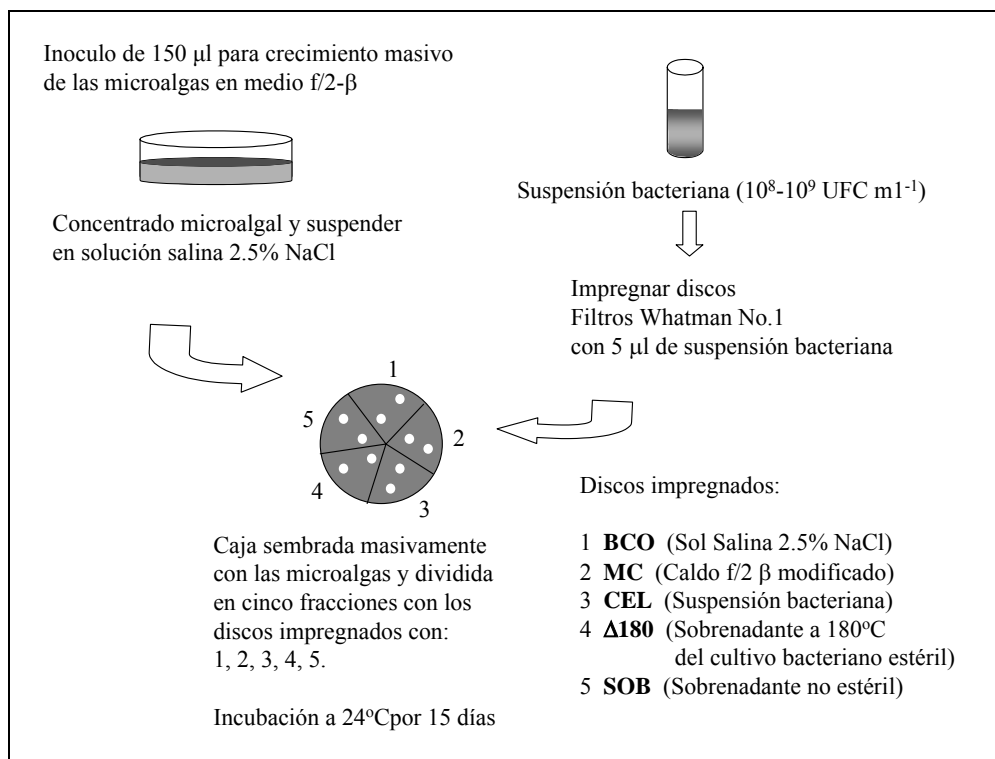 Inoculo de 150 µl para crecimiento masivo
de las microalgas en medio f/2-β
Concentrado microalgal y suspender
en solución salina 2.5% NaCl
Suspensión bacteriana (10⁸-10⁹ UFC m1⁻¹)
Impregnar discos
Filtros Whatman No.1
con 5 µl de suspensión bacteriana
1
2
3
4
5
Caja sembrada masivamente
con las microalgas y dividida
en cinco fracciones con los
discos impregnados con:
1, 2, 3, 4, 5.
Incubación a 24ºCpor 15 días
Discos impregnados:
1 BCO (Sol Salina 2.5% NaCl)
2 MC (Caldo f/2 β modificado)
3 CEL (Suspensión bacteriana)
4 Δ180 (Sobrenadante a 180ºC
del cultivo bacteriano estéril)
5 SOB (Sobrenadante no estéril)